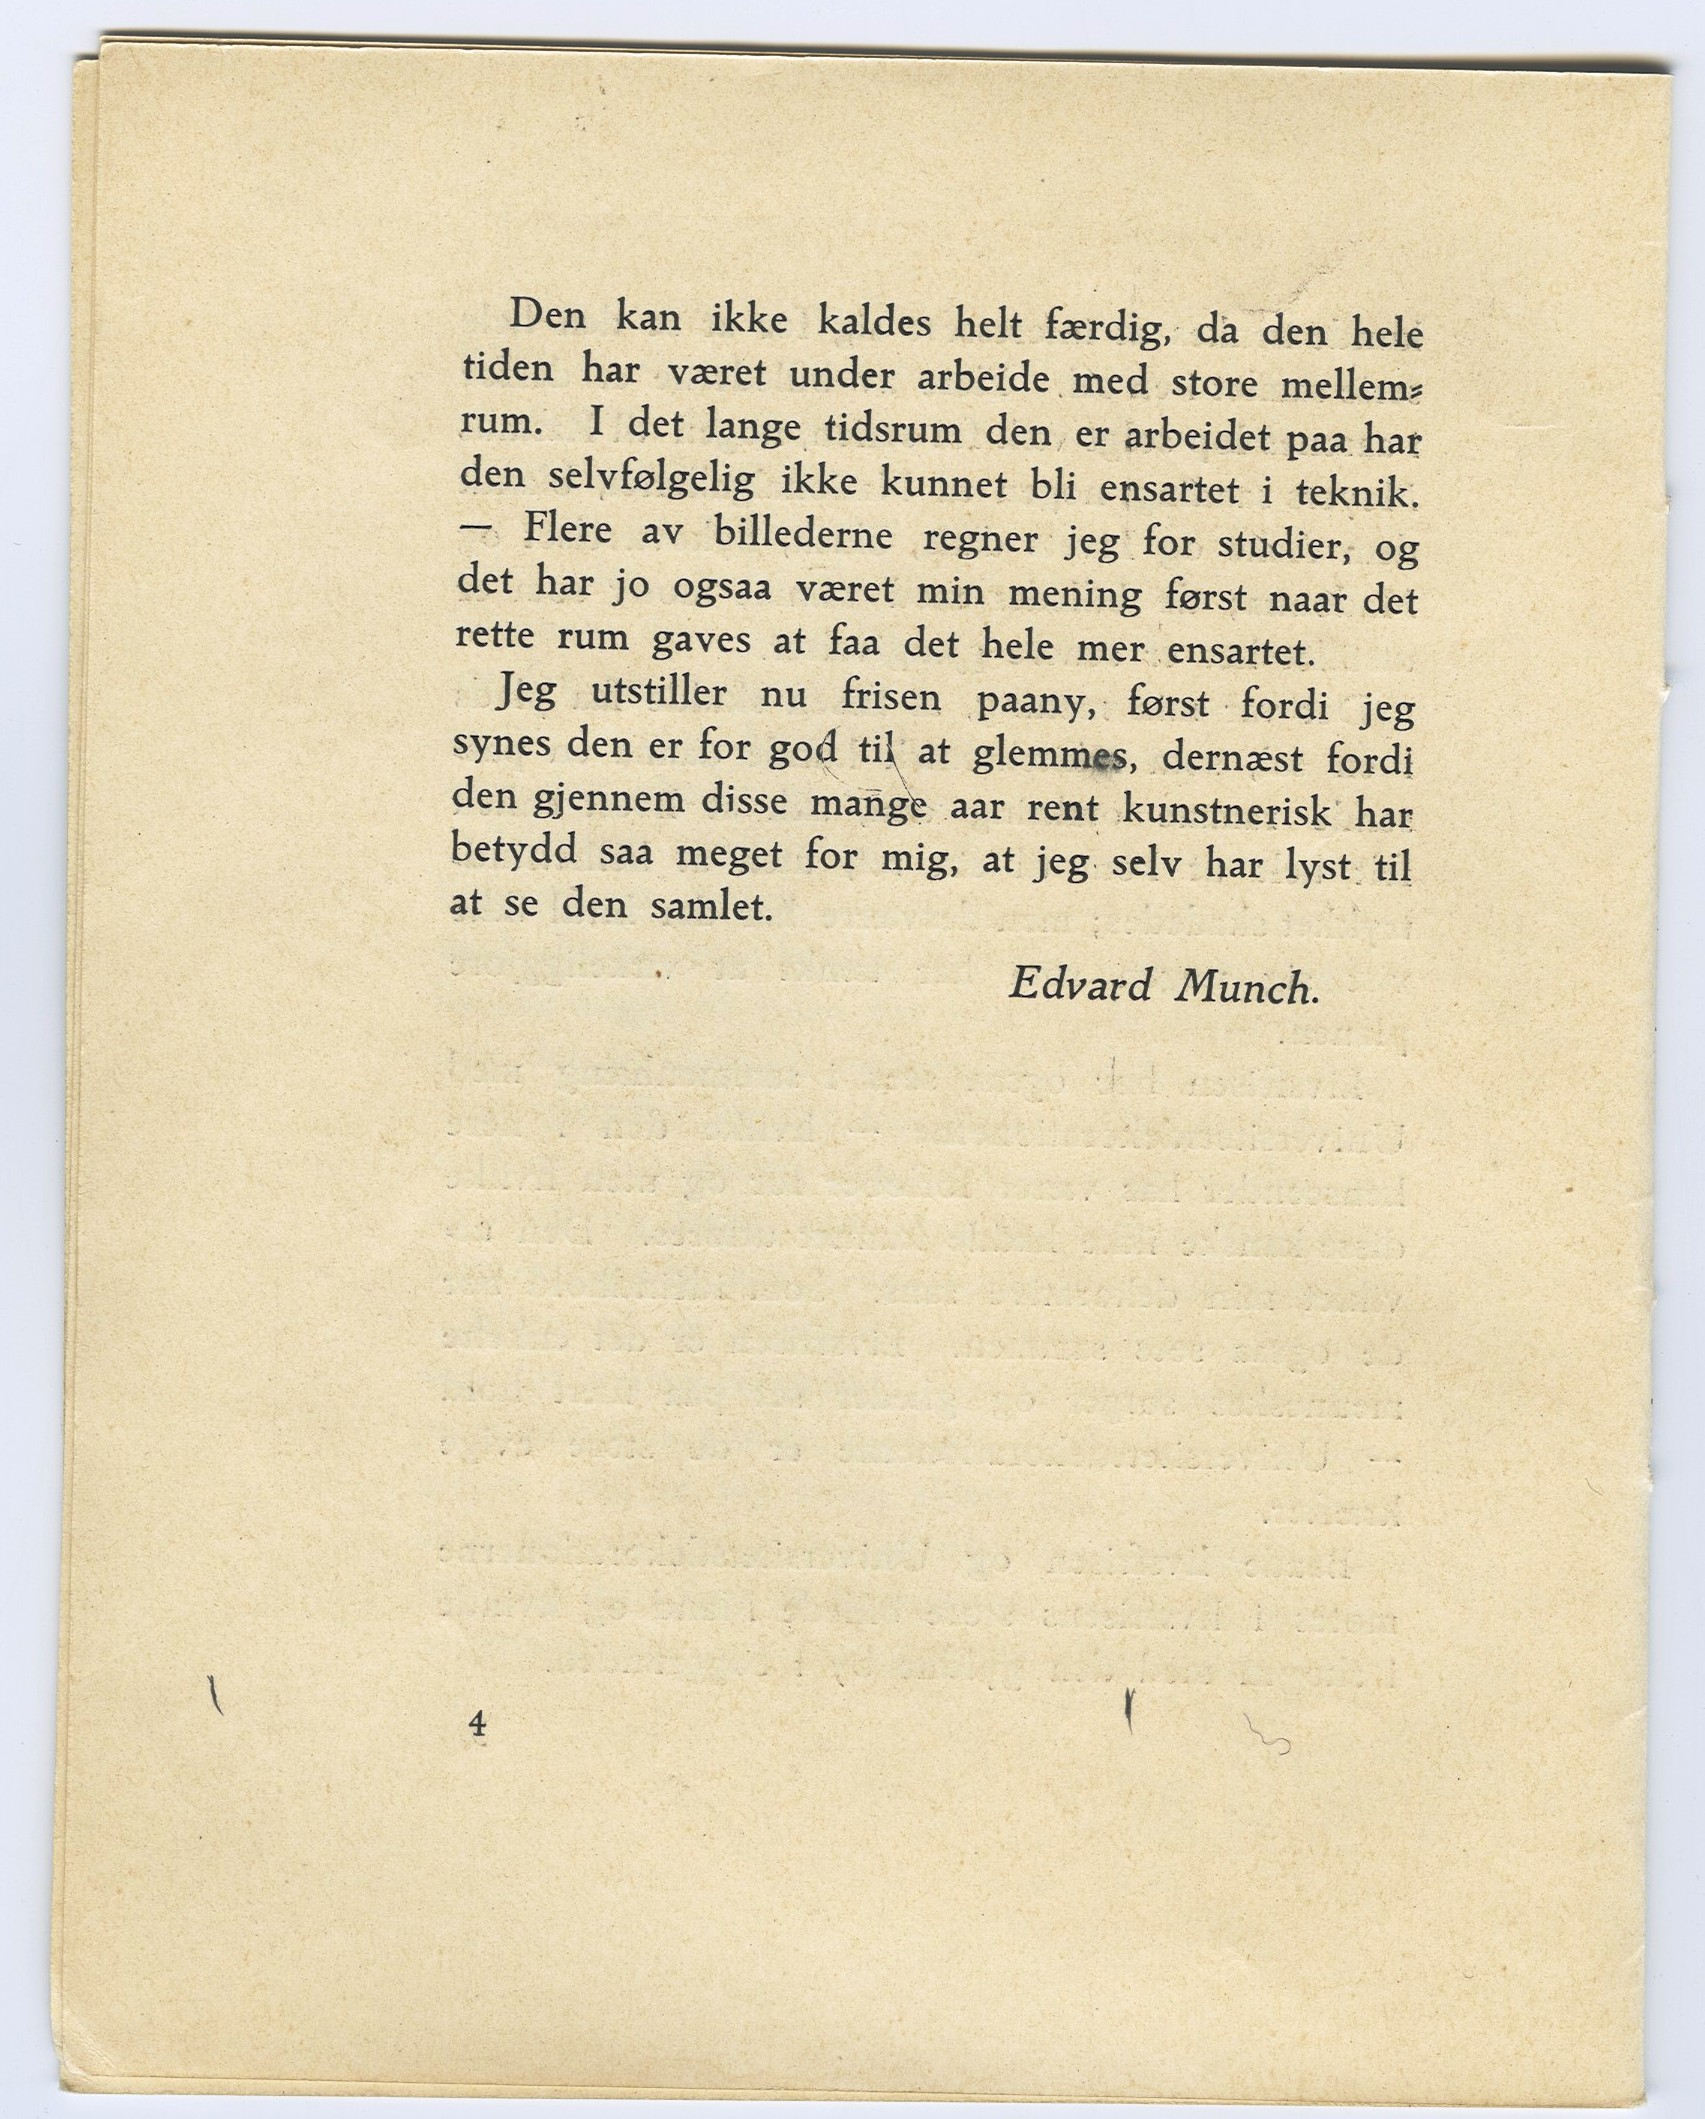 Den kan ikke kaldes helt færdig, da den hele
tiden har været under arbeide med store mellem-
rum. I det lange tidsrum den er arbeidet paa har
den selvfølgelig ikke kunnet bli ensartet i teknik.
— Flere av billederne regner jeg for studier, og
det har jo ogsaa været min mening først naar det
rette rum gaves at faa det hele mer ensartet.
Jeg utstiller nu frisen paany, først fordi jeg
synes den er for god til at glemmes, dernæst fordi
den gjennem disse mange aar rent kunstnerisk har
betydd saa meget for mig, at jeg selv har lyst til
at se den samlet.
Edvard Munch.
4